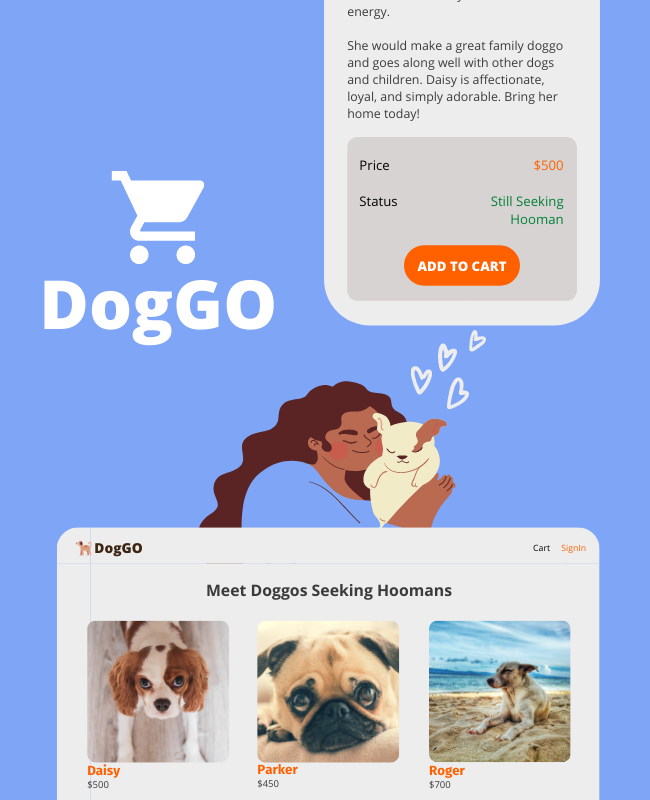 energy.
She would make a great family doggo
and goes along well with other dogs
and children. Daisy is affectionate,
loyal, and simply adorable. Bring her
home today!
Price $500
Status Still Seeking
Hooman
ADD TO CART
DogGO
DogGO Cart SignIn
Meet Doggos Seeking Hoomans
Daisy
$500
Parker
$450
Roger
$700